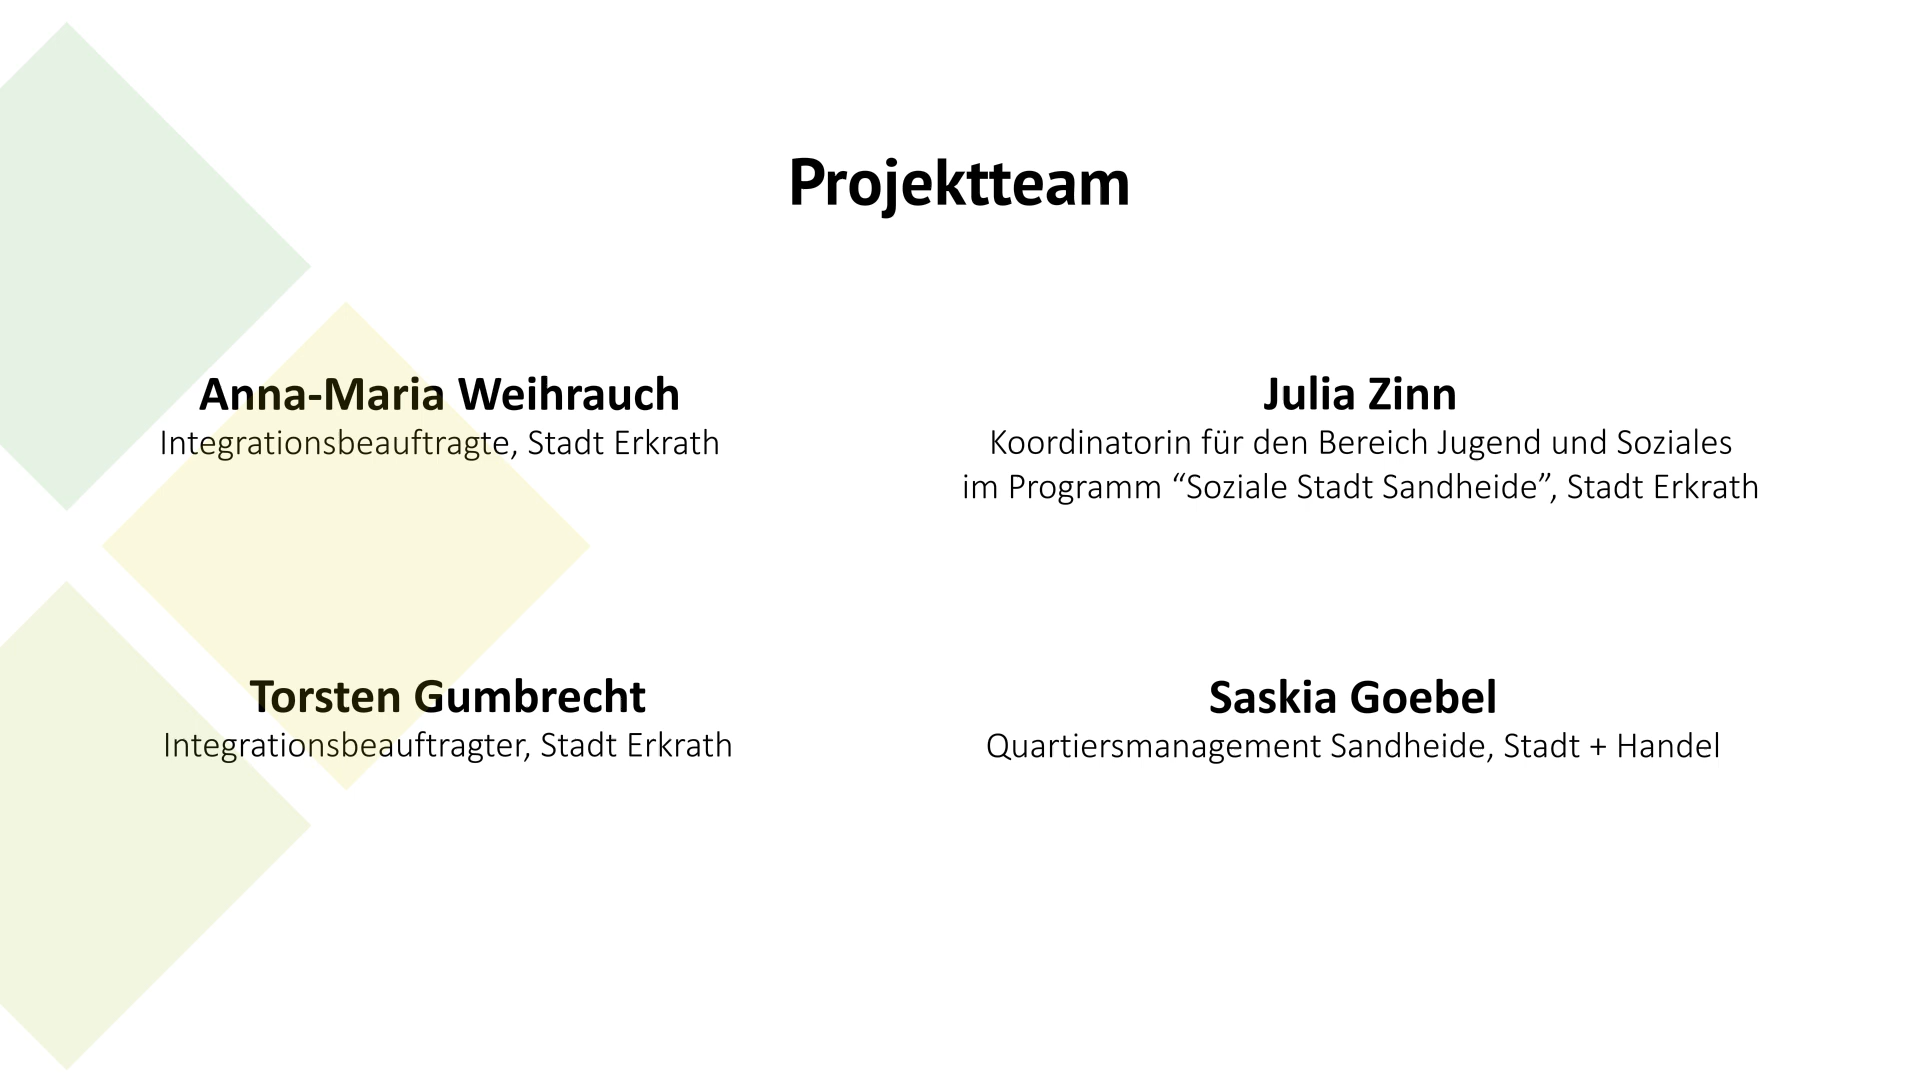 Projektteam
Anna-Maria Weihrauch
Integrationsbeauftragte, Stadt Erkrath
Julia Zinn
Koordinatorin für den Bereich Jugend und Soziales
im Programm “Soziale Stadt Sandheide”, Stadt Erkrath
Torsten Gumbrecht
Integrationsbeauftragter, Stadt Erkrath
Saskia Goebel
Quartiersmanagement Sandheide, Stadt + Handel